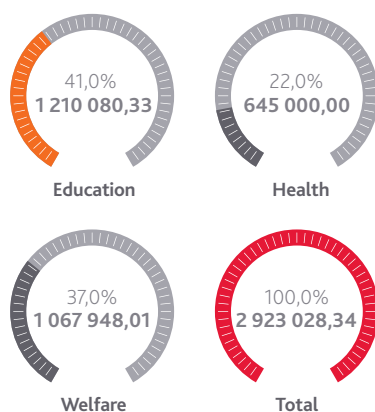 41,0%
1 210 080,33
Education
22,0%
645 000,00
Health
37,0%
1 067 948,01
Welfare
100,0%
2 923 028,34
Total